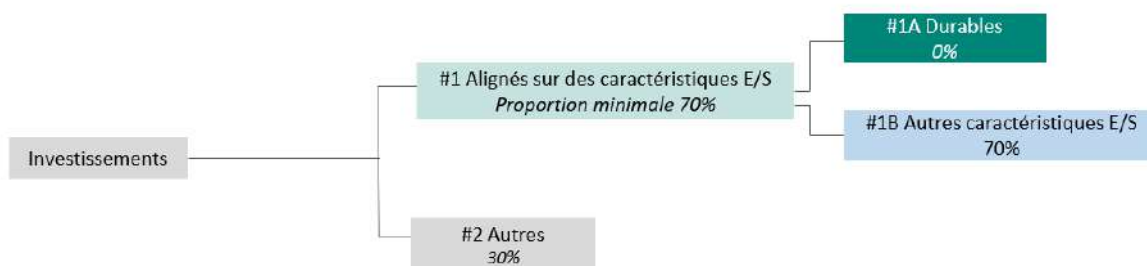 #1A Durables
0%
#1 Alignés sur des caractéristiques E/S
Proportion minimale 70%
#1B Autres caractéristiques E/S
70%
Investissements
#2 Autres
30%